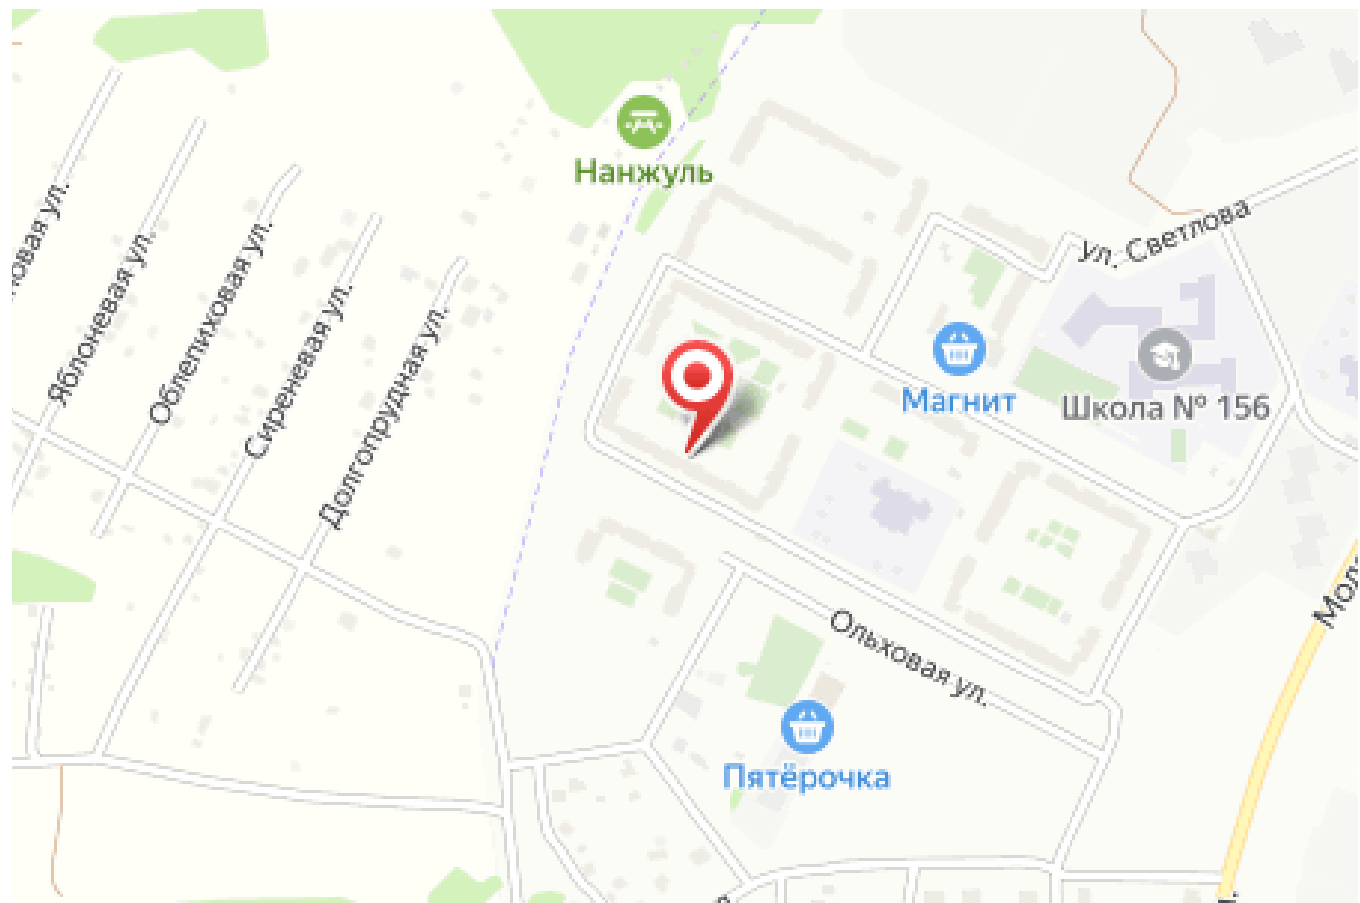 Нанжуль
ул. Светлова
Яблоневая ул.
Облепиховая ул.
Сиреневая ул.
Долгопрудная ул.
Магнит
Школа № 156
Ольховая ул.
Пятёрочка